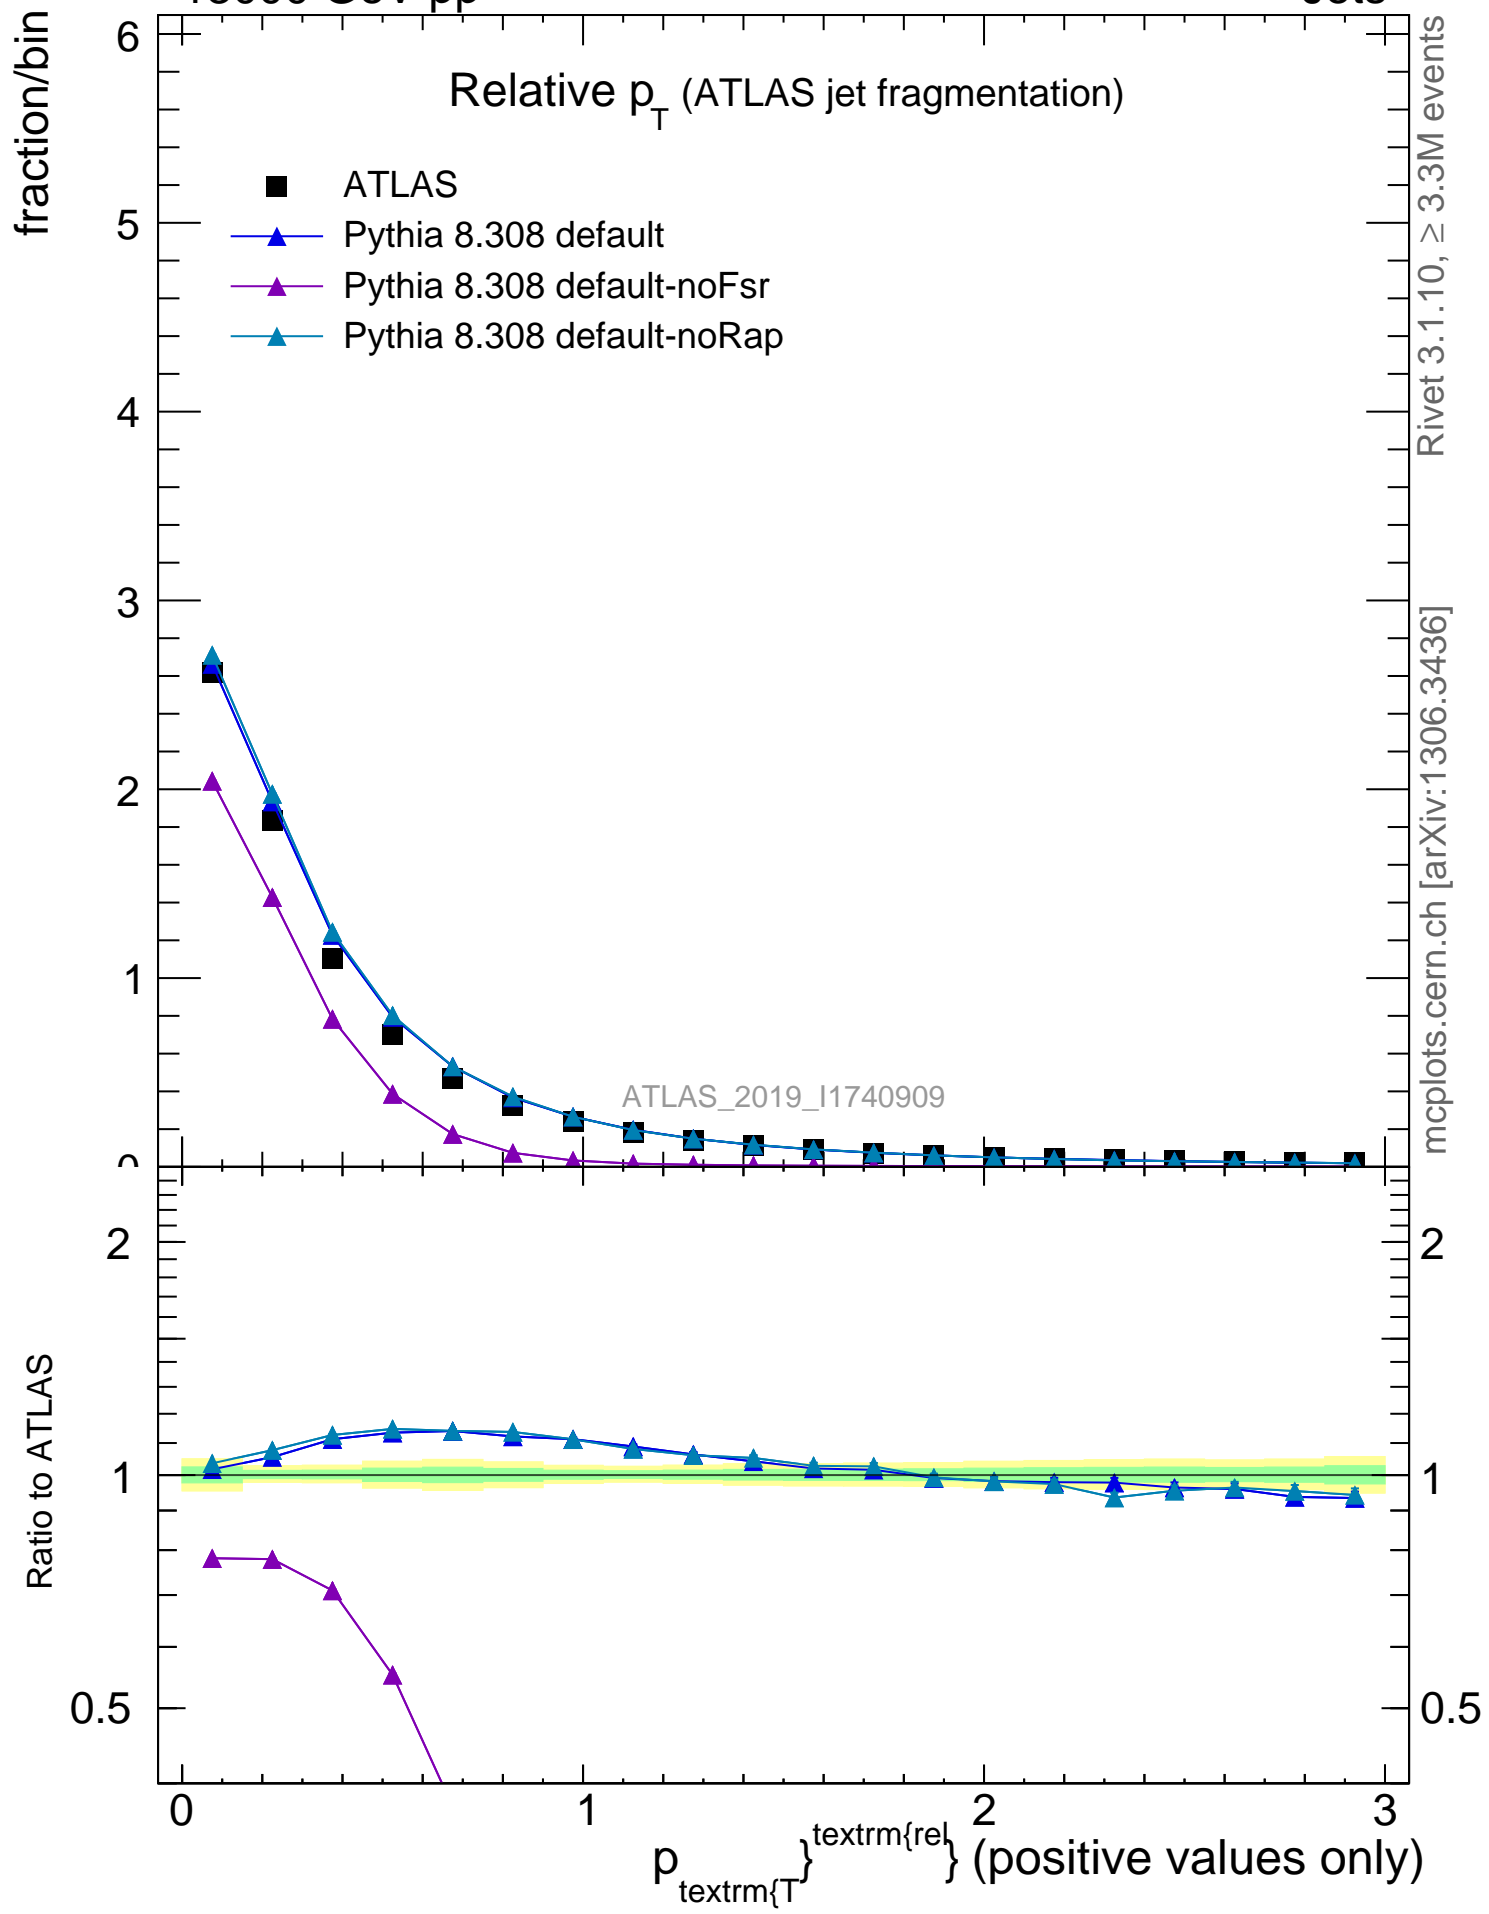 fraction/bin
Relative p_T (ATLAS jet fragmentation)
ATLAS
Pythia 8.308 default
Pythia 8.308 default-noFsr
Pythia 8.308 default-noRap
6
5
4
3
2
1
0
ATLAS_2019_I1740909
Rivet 3.1.10, ≥ 3.3M events
mcplots.cern.ch [arXiv:1306.3436]
Ratio to ATLAS
2
1
0.5
2
1
0.5
0 1 2 3
p_textrm{T}^textrm{rel} (positive values only)